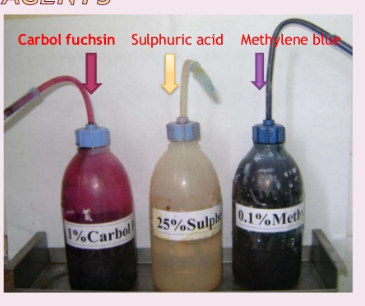 AGENTS
Carbol fuchsin Sulphuric acid Methylene blue
1%Carbol
25%Sulph
0.1%Meth